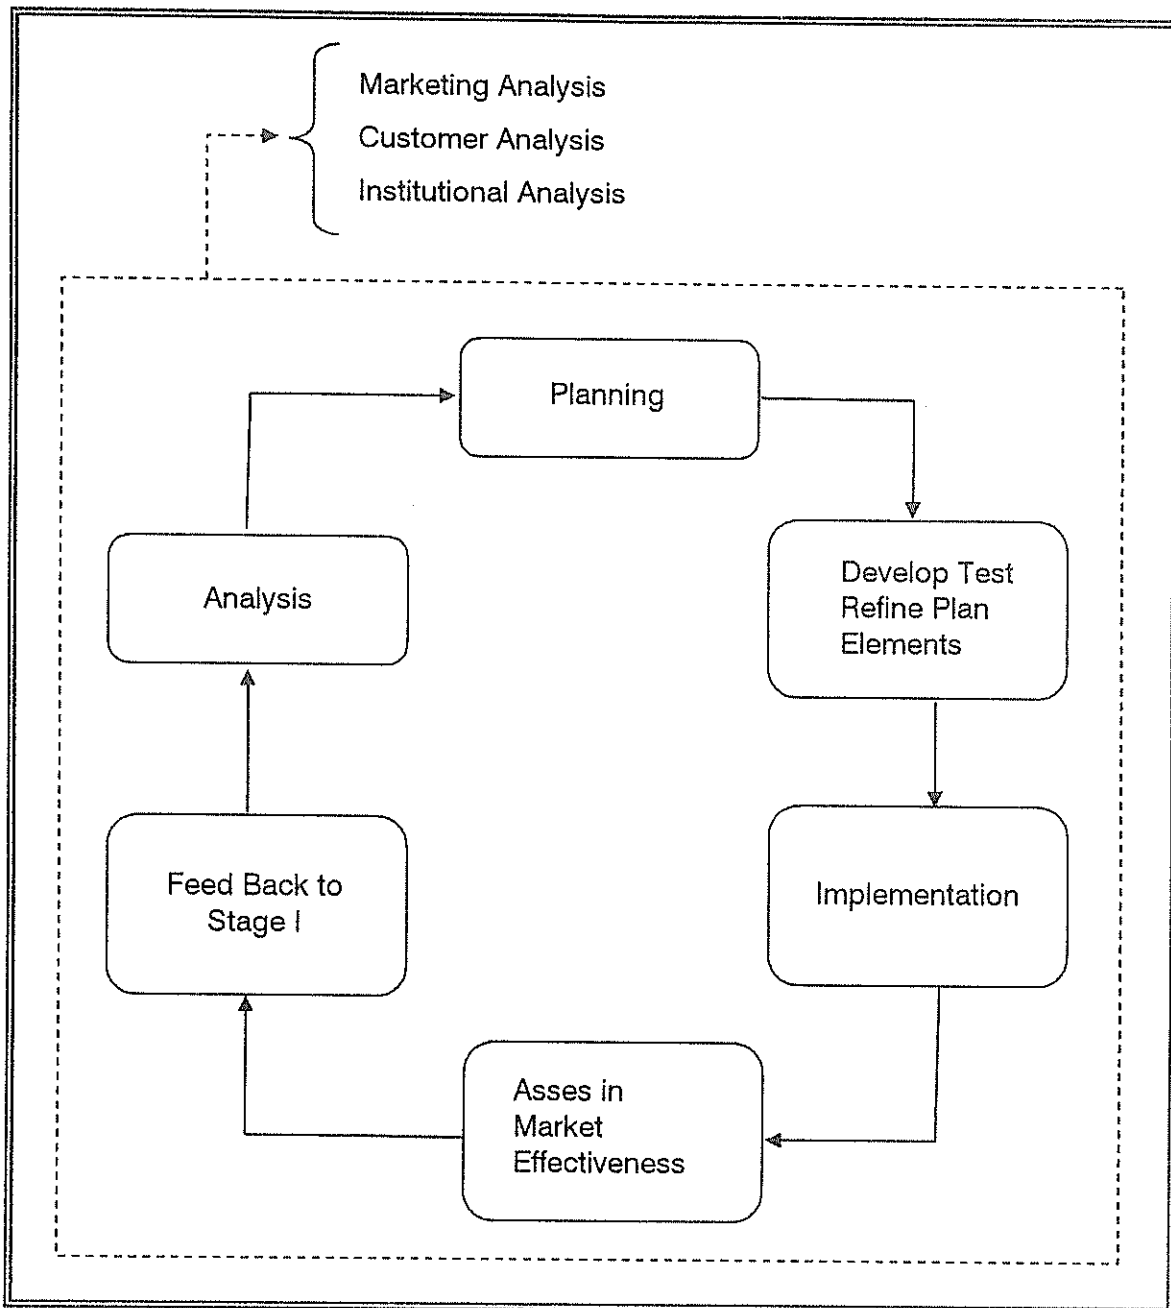 Marketing Analysis
Customer Analysis
Institutional Analysis
Planning
Develop Test
Refine Plan
Elements
Analysis
Feed Back to
Stage I
Implementation
Asses in
Market
Effectiveness